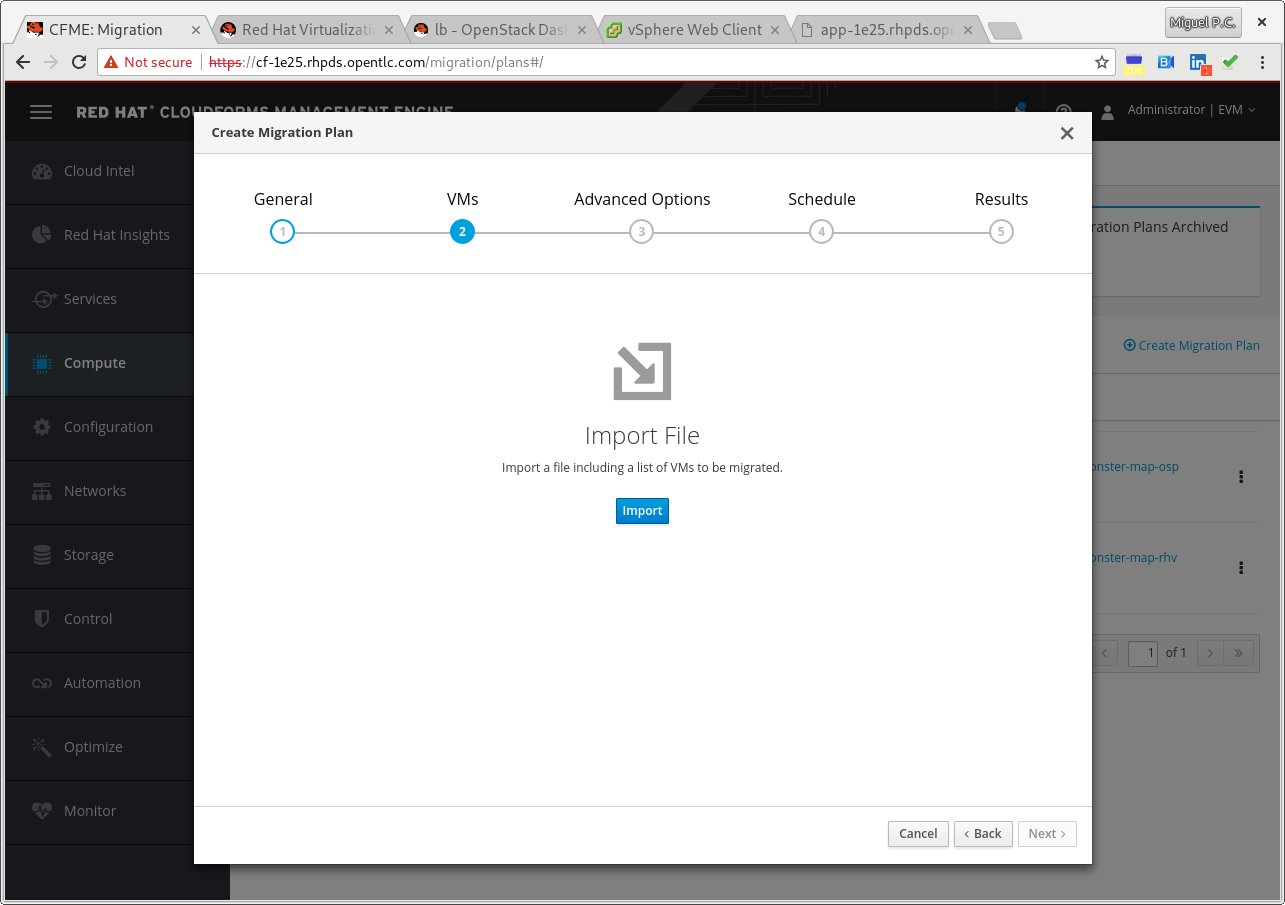 CFME: Migration
Red Hat Virtualizati
lb - OpenStack Das
vSphere Web Client
app-1e25.rhpds.ope
Miguel P.C.
Not secure
https://cf-1e25.rhpds.opentlc.com/migration/plans#/
RED HAT CLOUDFORMS MANAGEMENT ENGINE
Administrator | EVM
Create Migration Plan
Cloud Intel
Red Hat Insights
Services
Compute
Configuration
Networks
Storage
Control
Automation
Optimize
Monitor
General
VMs
Advanced Options
Schedule
Results
1
2
3
4
5
ration Plans Archived
Create Migration Plan
Import File
Import a file including a list of VMs to be migrated.
Import
onster-map-osp
onster-map-rhv
1 of 1
Cancel
‹ Back
Next ›